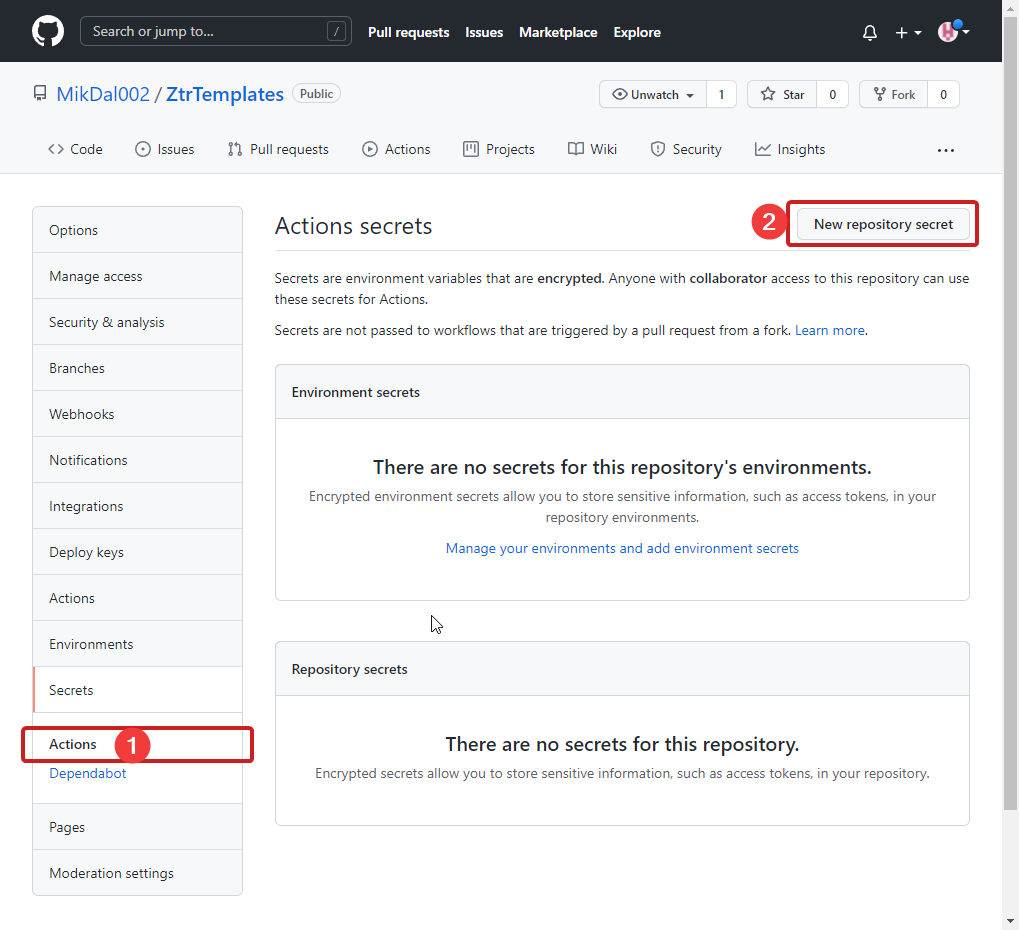 Search or jump to... /
Pull requests Issues Marketplace Explore
MikDal002 / ZtrTemplates Public
Unwatch 1 Star 0 Fork 0
Code Issues Pull requests Actions Projects Wiki Security Insights ...
Options
Manage access
Security & analysis
Branches
Webhooks
Notifications
Integrations
Deploy keys
Actions
Environments
Secrets
Actions 1
Dependabot
Pages
Moderation settings
Actions secrets
2 New repository secret
Secrets are environment variables that are encrypted. Anyone with collaborator access to this repository can use
these secrets for Actions.
Secrets are not passed to workflows that are triggered by a pull request from a fork. Learn more.
Environment secrets
There are no secrets for this repository's environments.
Encrypted environment secrets allow you to store sensitive information, such as access tokens, in your
repository environments.
Manage your environments and add environment secrets
Repository secrets
There are no secrets for this repository.
Encrypted secrets allow you to store sensitive information, such as access tokens, in your repository.